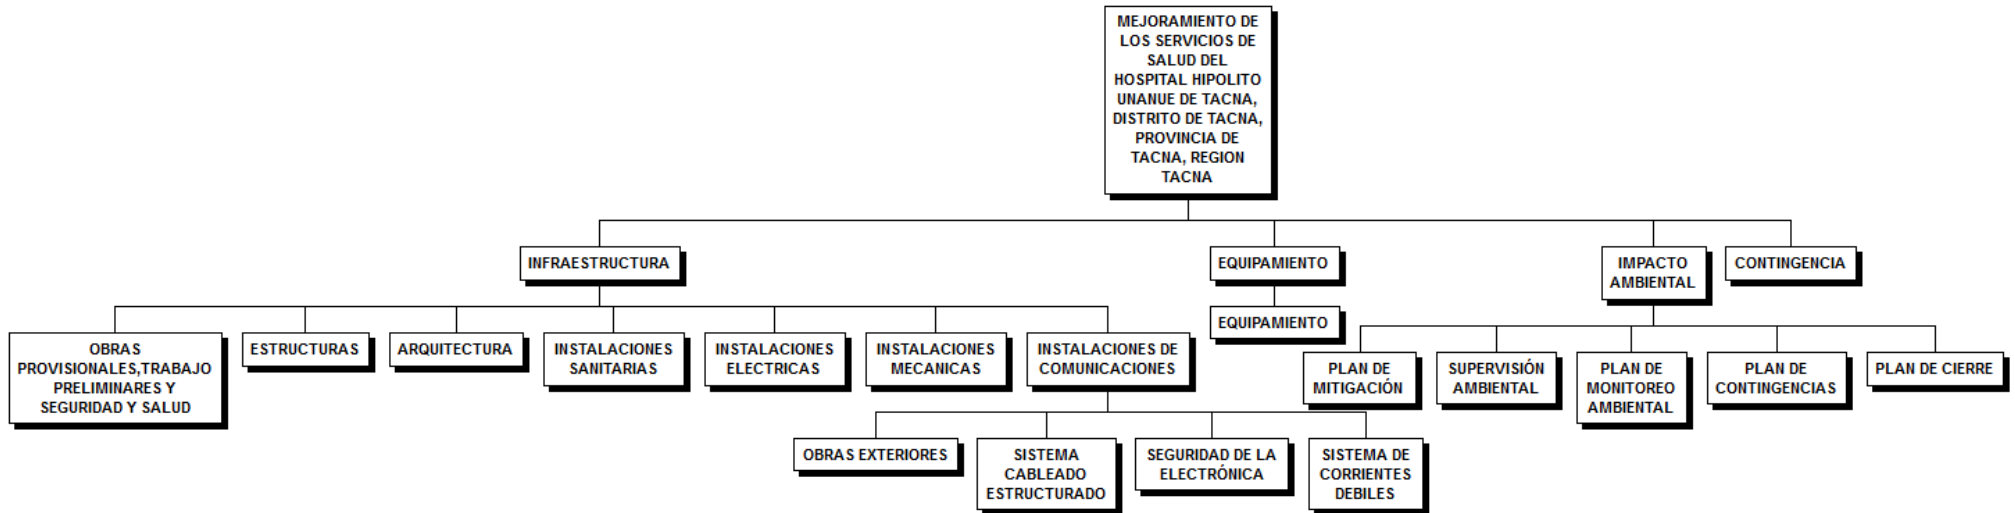 MEJORAMIENTO DE
LOS SERVICIOS DE
SALUD DEL
HOSPITAL HIPOLITO
UNANUE DE TACNA,
DISTRITO DE TACNA,
PROVINCIA DE
TACNA, REGION
TACNA
INFRAESTRUCTURA
EQUIPAMIENTO
IMPACTO
AMBIENTAL
CONTINGENCIA
OBRAS
PROVISIONALES,TRABAJO
PRELIMINARES Y
SEGURIDAD Y SALUD
ESTRUCTURAS
ARQUITECTURA
INSTALACIONES
SANITARIAS
INSTALACIONES
ELECTRICAS
INSTALACIONES
MECANICAS
INSTALACIONES DE
COMUNICACIONES
EQUIPAMIENTO
PLAN DE
MITIGACIÓN
SUPERVISIÓN
AMBIENTAL
PLAN DE
MONITOREO
AMBIENTAL
PLAN DE
CONTINGENCIAS
PLAN DE CIERRE
OBRAS EXTERIORES
SISTEMA
CABLEADO
ESTRUCTURADO
SEGURIDAD DE LA
ELECTRÓNICA
SISTEMA DE
CORRIENTES
DEBILES